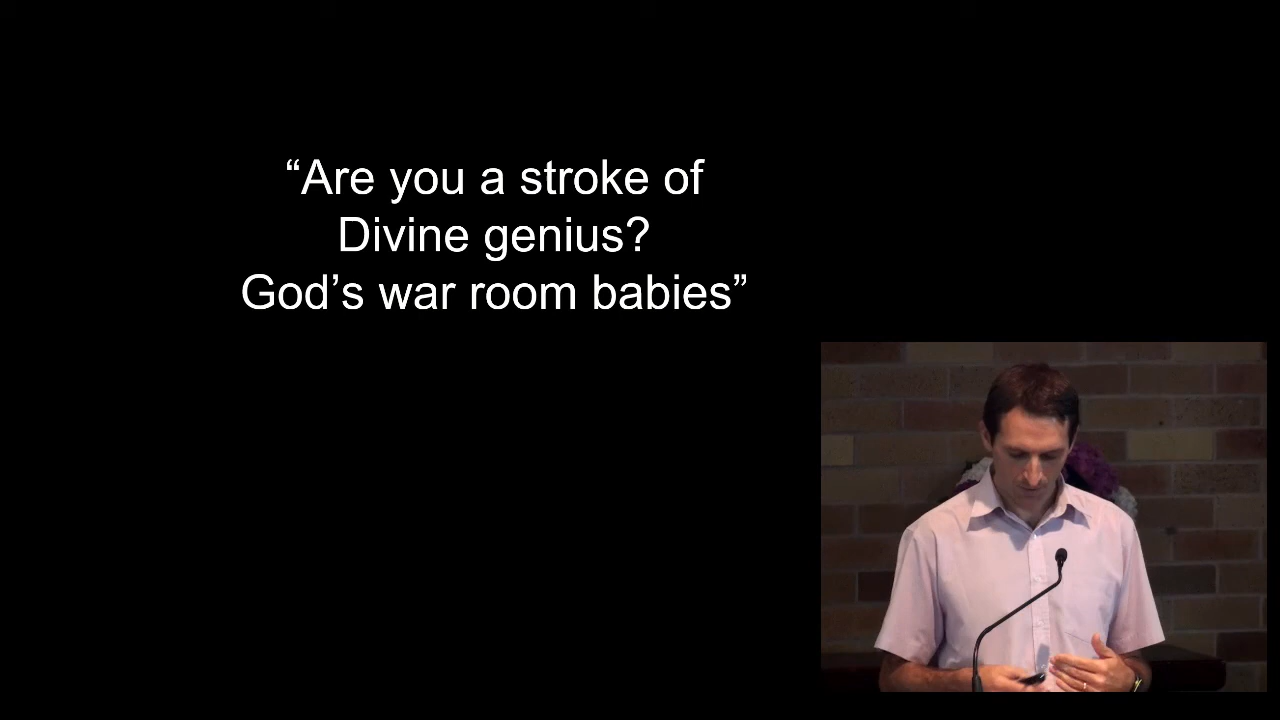 “Are you a stroke of
Divine genius?
God’s war room babies”